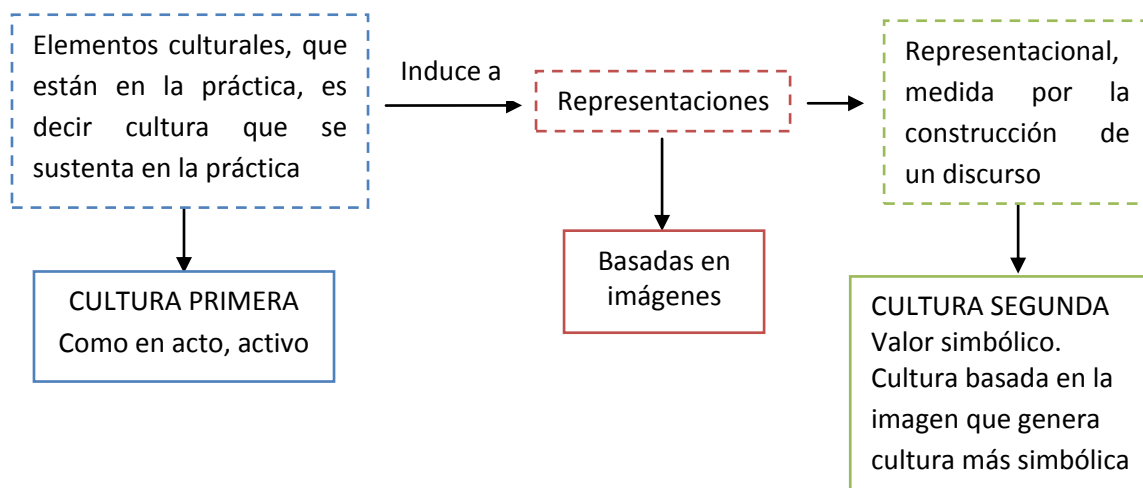 Elementos culturales, que
están en la práctica, es
decir cultura que se
sustenta en la práctica
Induce a
Representaciones
Representacional,
medida por la
construcción de
un discurso
CULTURA PRIMERA
Como en acto, activo
Basadas en
imágenes
CULTURA SEGUNDA
Valor simbólico.
Cultura basada en la
imagen que genera
cultura más simbólica